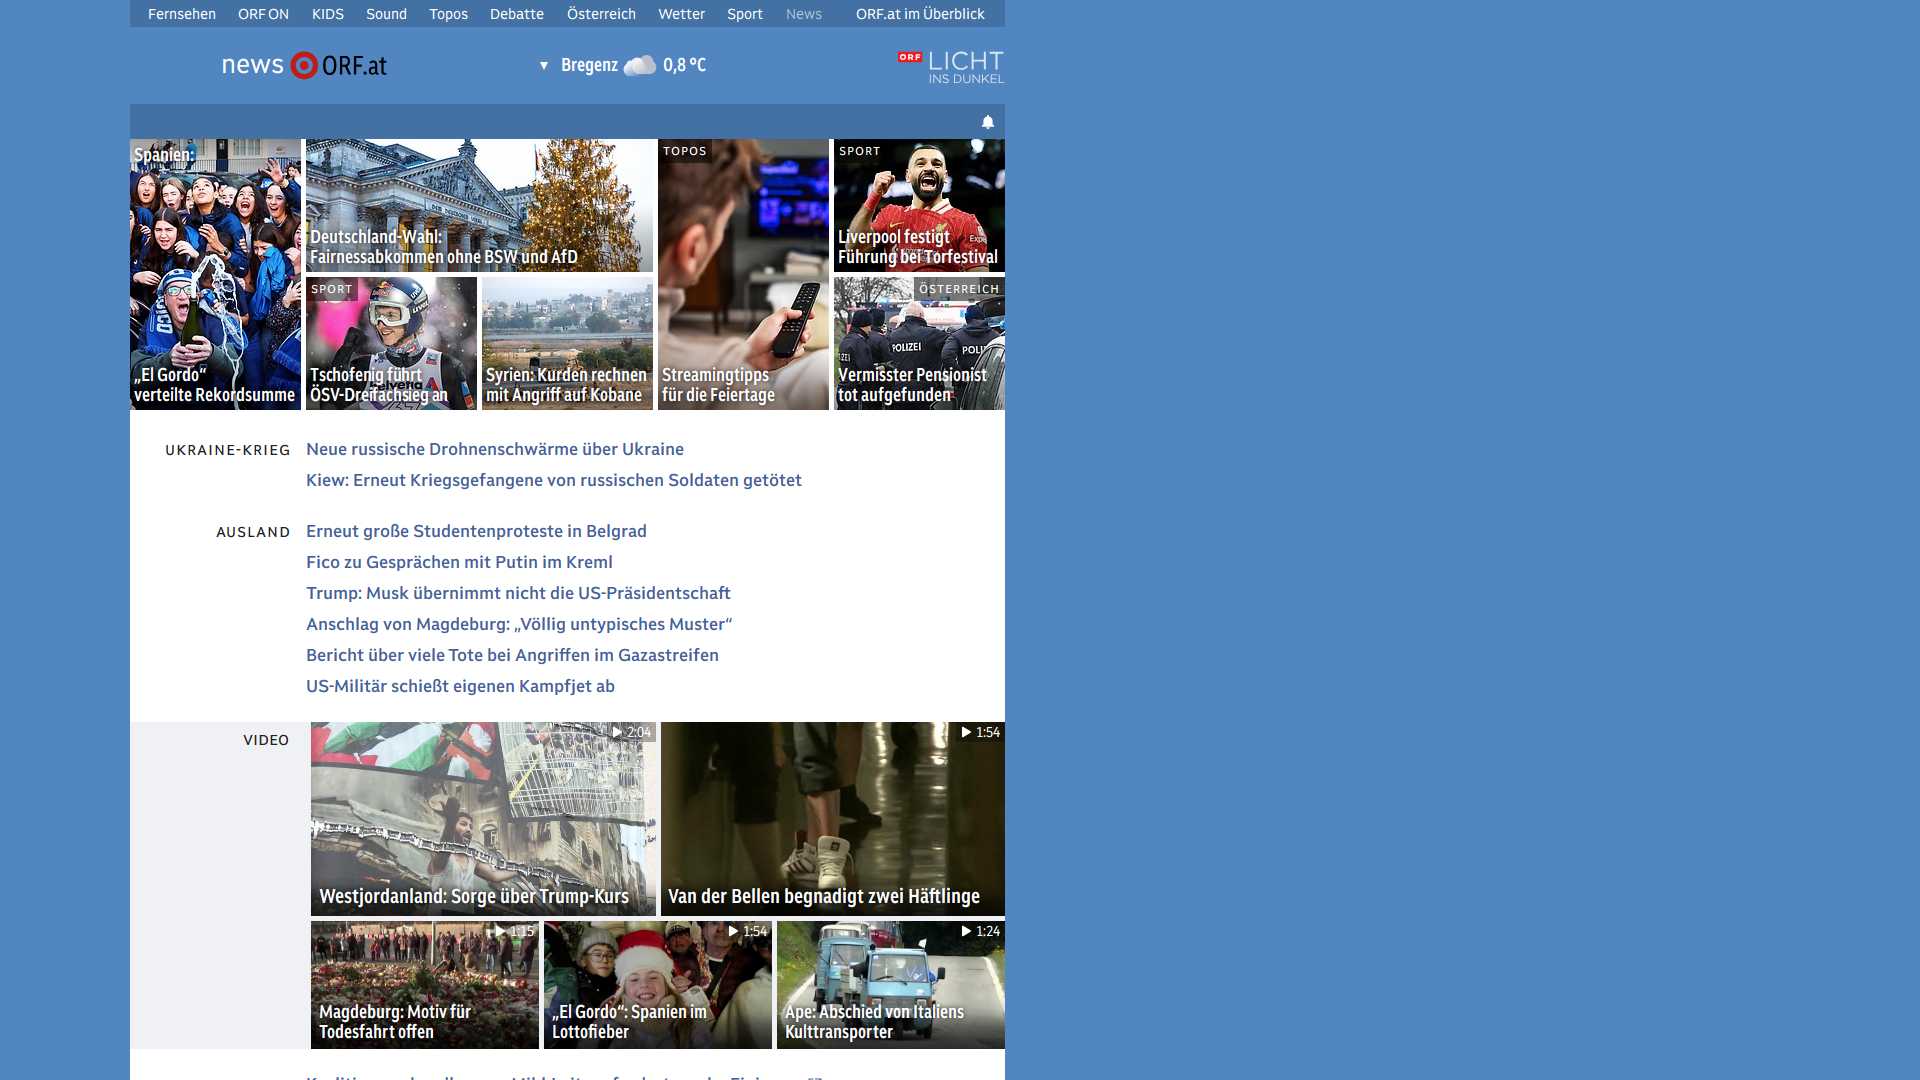 Fernsehen ORF ON KIDS Sound Topos Debatte Österreich Wetter Sport News ORF.at im Überblick
news ORF.at
Bregenz 0,8 °C
ORF LICHT
INS DUNKEL
Spanien:
„El Gordo“
verteilte Rekordsumme
DEM DEUTSCHEN VOLKE
Deutschland-Wahl:
Fairnessabkommen ohne BSW und AfD
SPORT
Tschofenig führt
ÖSV-Dreifachsieg an
helvetia
Syrien: Kurden rechnen
mit Angriff auf Kobane
TOPOS
Streamingtipps
für die Feiertage
SPORT
Expe
Liverpool festigt
Führung bei Torfestival
ÖSTERREICH
POLIZEI
POLI
ZEI
Vermisster Pensionist
tot aufgefunden
UKRAINE-KRIEG
Neue russische Drohnenschwärme über Ukraine
Kiew: Erneut Kriegsgefangene von russischen Soldaten getötet
AUSLAND
Erneut große Studentenproteste in Belgrad
Fico zu Gesprächen mit Putin im Kreml
Trump: Musk übernimmt nicht die US-Präsidentschaft
Anschlag von Magdeburg: „Völlig untypisches Muster“
Bericht über viele Tote bei Angriffen im Gazastreifen
US-Militär schießt eigenen Kampfjet ab
VIDEO
2:04
Westjordanland: Sorge über Trump-Kurs
1:54
Van der Bellen begnadigt zwei Häftlinge
1:15
Magdeburg: Motiv für
Todesfahrt offen
1:54
„El Gordo“: Spanien im
Lottofieber
1:24
Ape: Abschied von Italiens
Kulttransporter